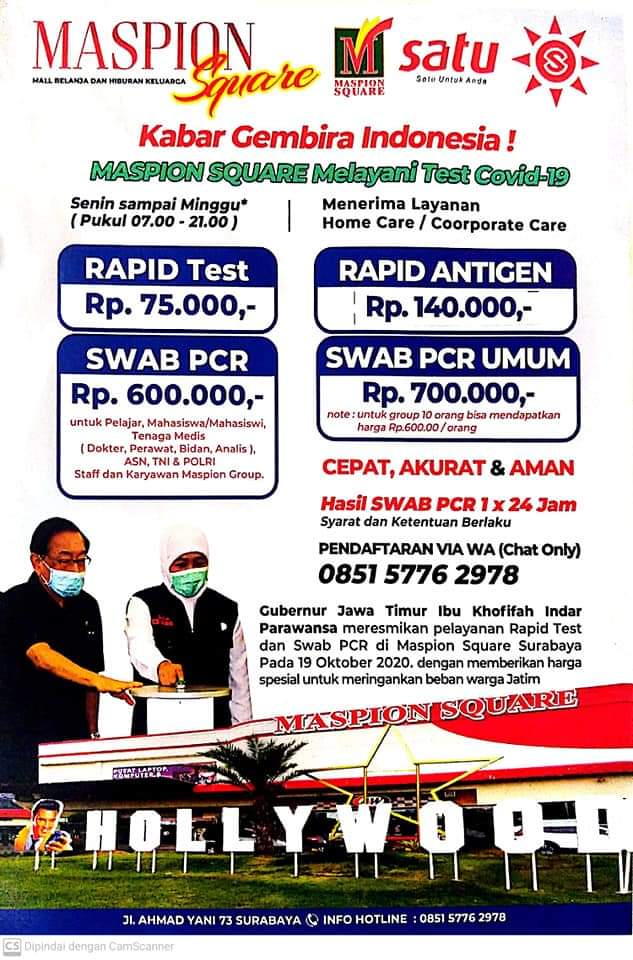 MASPION
Square
MALL BELANJA DAN HIBURAN KELUARGA
M
MASPION
SQUARE
satu
Satu Untuk Anda
S
Kabar Gembira Indonesia !
MASPION SQUARE Melayani Test Covid-19
Senin sampai Minggu*
( Pukul 07.00 - 21.00 )
Menerima Layanan
Home Care / Coorporate Care
RAPID Test
Rp. 75.000,-
RAPID ANTIGEN
Rp. 140.000,-
SWAB PCR
Rp. 600.000,-
untuk Pelajar, Mahasiswa/Mahasiswi,
Tenaga Medis
( Dokter, Perawat, Bidan, Analis ),
ASN, TNI & POLRI
Staff dan Karyawan Maspion Group.
SWAB PCR UMUM
Rp. 700.000,-
note : untuk group 10 orang bisa mendapatkan
harga Rp.600.00 / orang
CEPAT, AKURAT & AMAN
Hasil SWAB PCR 1 x 24 Jam
Syarat dan Ketentuan Berlaku
PENDAFTARAN VIA WA (Chat Only)
0851 5776 2978
Gubernur Jawa Timur Ibu Khofifah Indar
Parawansa meresmikan pelayanan Rapid Test
dan Swab PCR di Maspion Square Surabaya
Pada 19 Oktober 2020. dengan memberikan harga
spesial untuk meringankan beban warga Jatim
MASPION SQUARE
PUSAT LAPTOP,
KOMPUTER &
HOLLYWOOD
Jl. AHMAD YANI 73 SURABAYA INFO HOTLINE : 0851 5776 2978
CS Dipindai dengan CamScanner